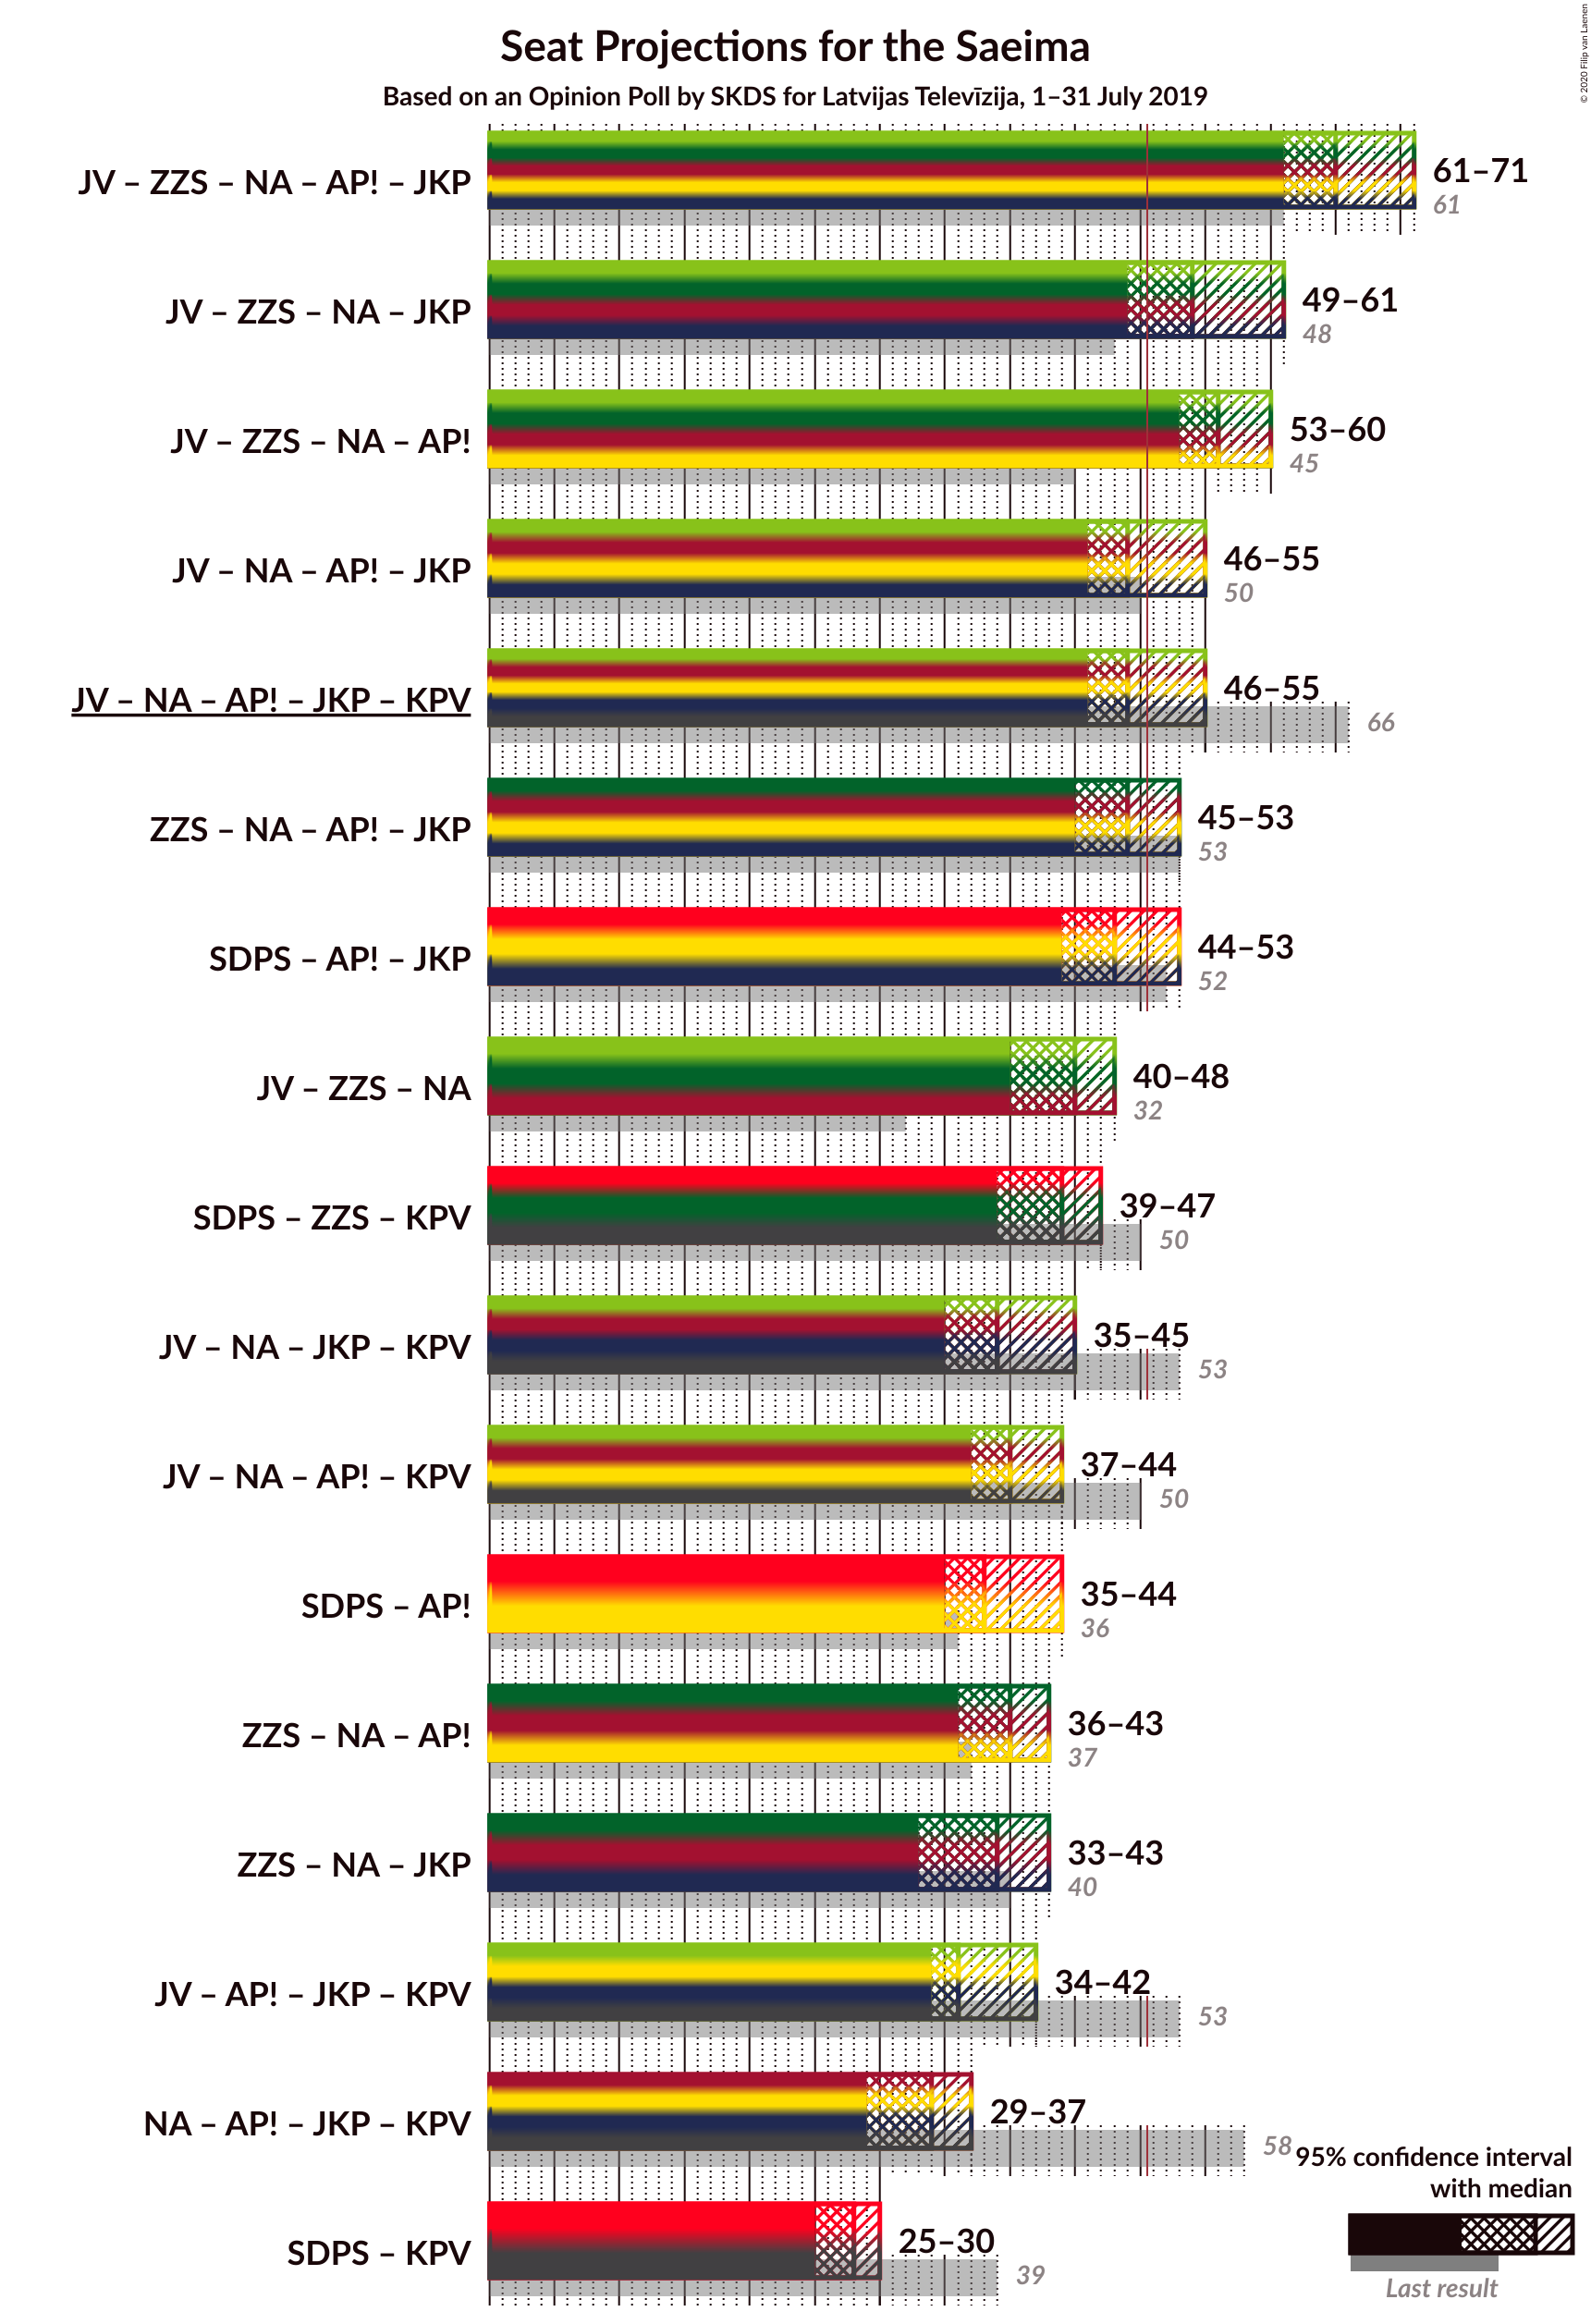 Seat Projections for the Saeima
Based on an Opinion Poll by SKDS for Latvijas Televīzija, 1–31 July 2019
© 2020 Filip van Laenen
JV – ZZS – NA – AP! – JKP
61–71
61
JV – ZZS – NA – JKP
49–61
48
JV – ZZS – NA – AP!
53–60
45
JV – NA – AP! – JKP
46–55
50
JV – NA – AP! – JKP – KPV
46–55
66
ZZS – NA – AP! – JKP
45–53
53
SDPS – AP! – JKP
44–53
52
JV – ZZS – NA
40–48
32
SDPS – ZZS – KPV
39–47
50
JV – NA – JKP – KPV
35–45
53
JV – NA – AP! – KPV
37–44
50
SDPS – AP!
35–44
36
ZZS – NA – AP!
36–43
37
ZZS – NA – JKP
33–43
40
JV – AP! – JKP – KPV
34–42
53
NA – AP! – JKP – KPV
29–37
58
SDPS – KPV
25–30
39
95% confidence interval
with median
Last result